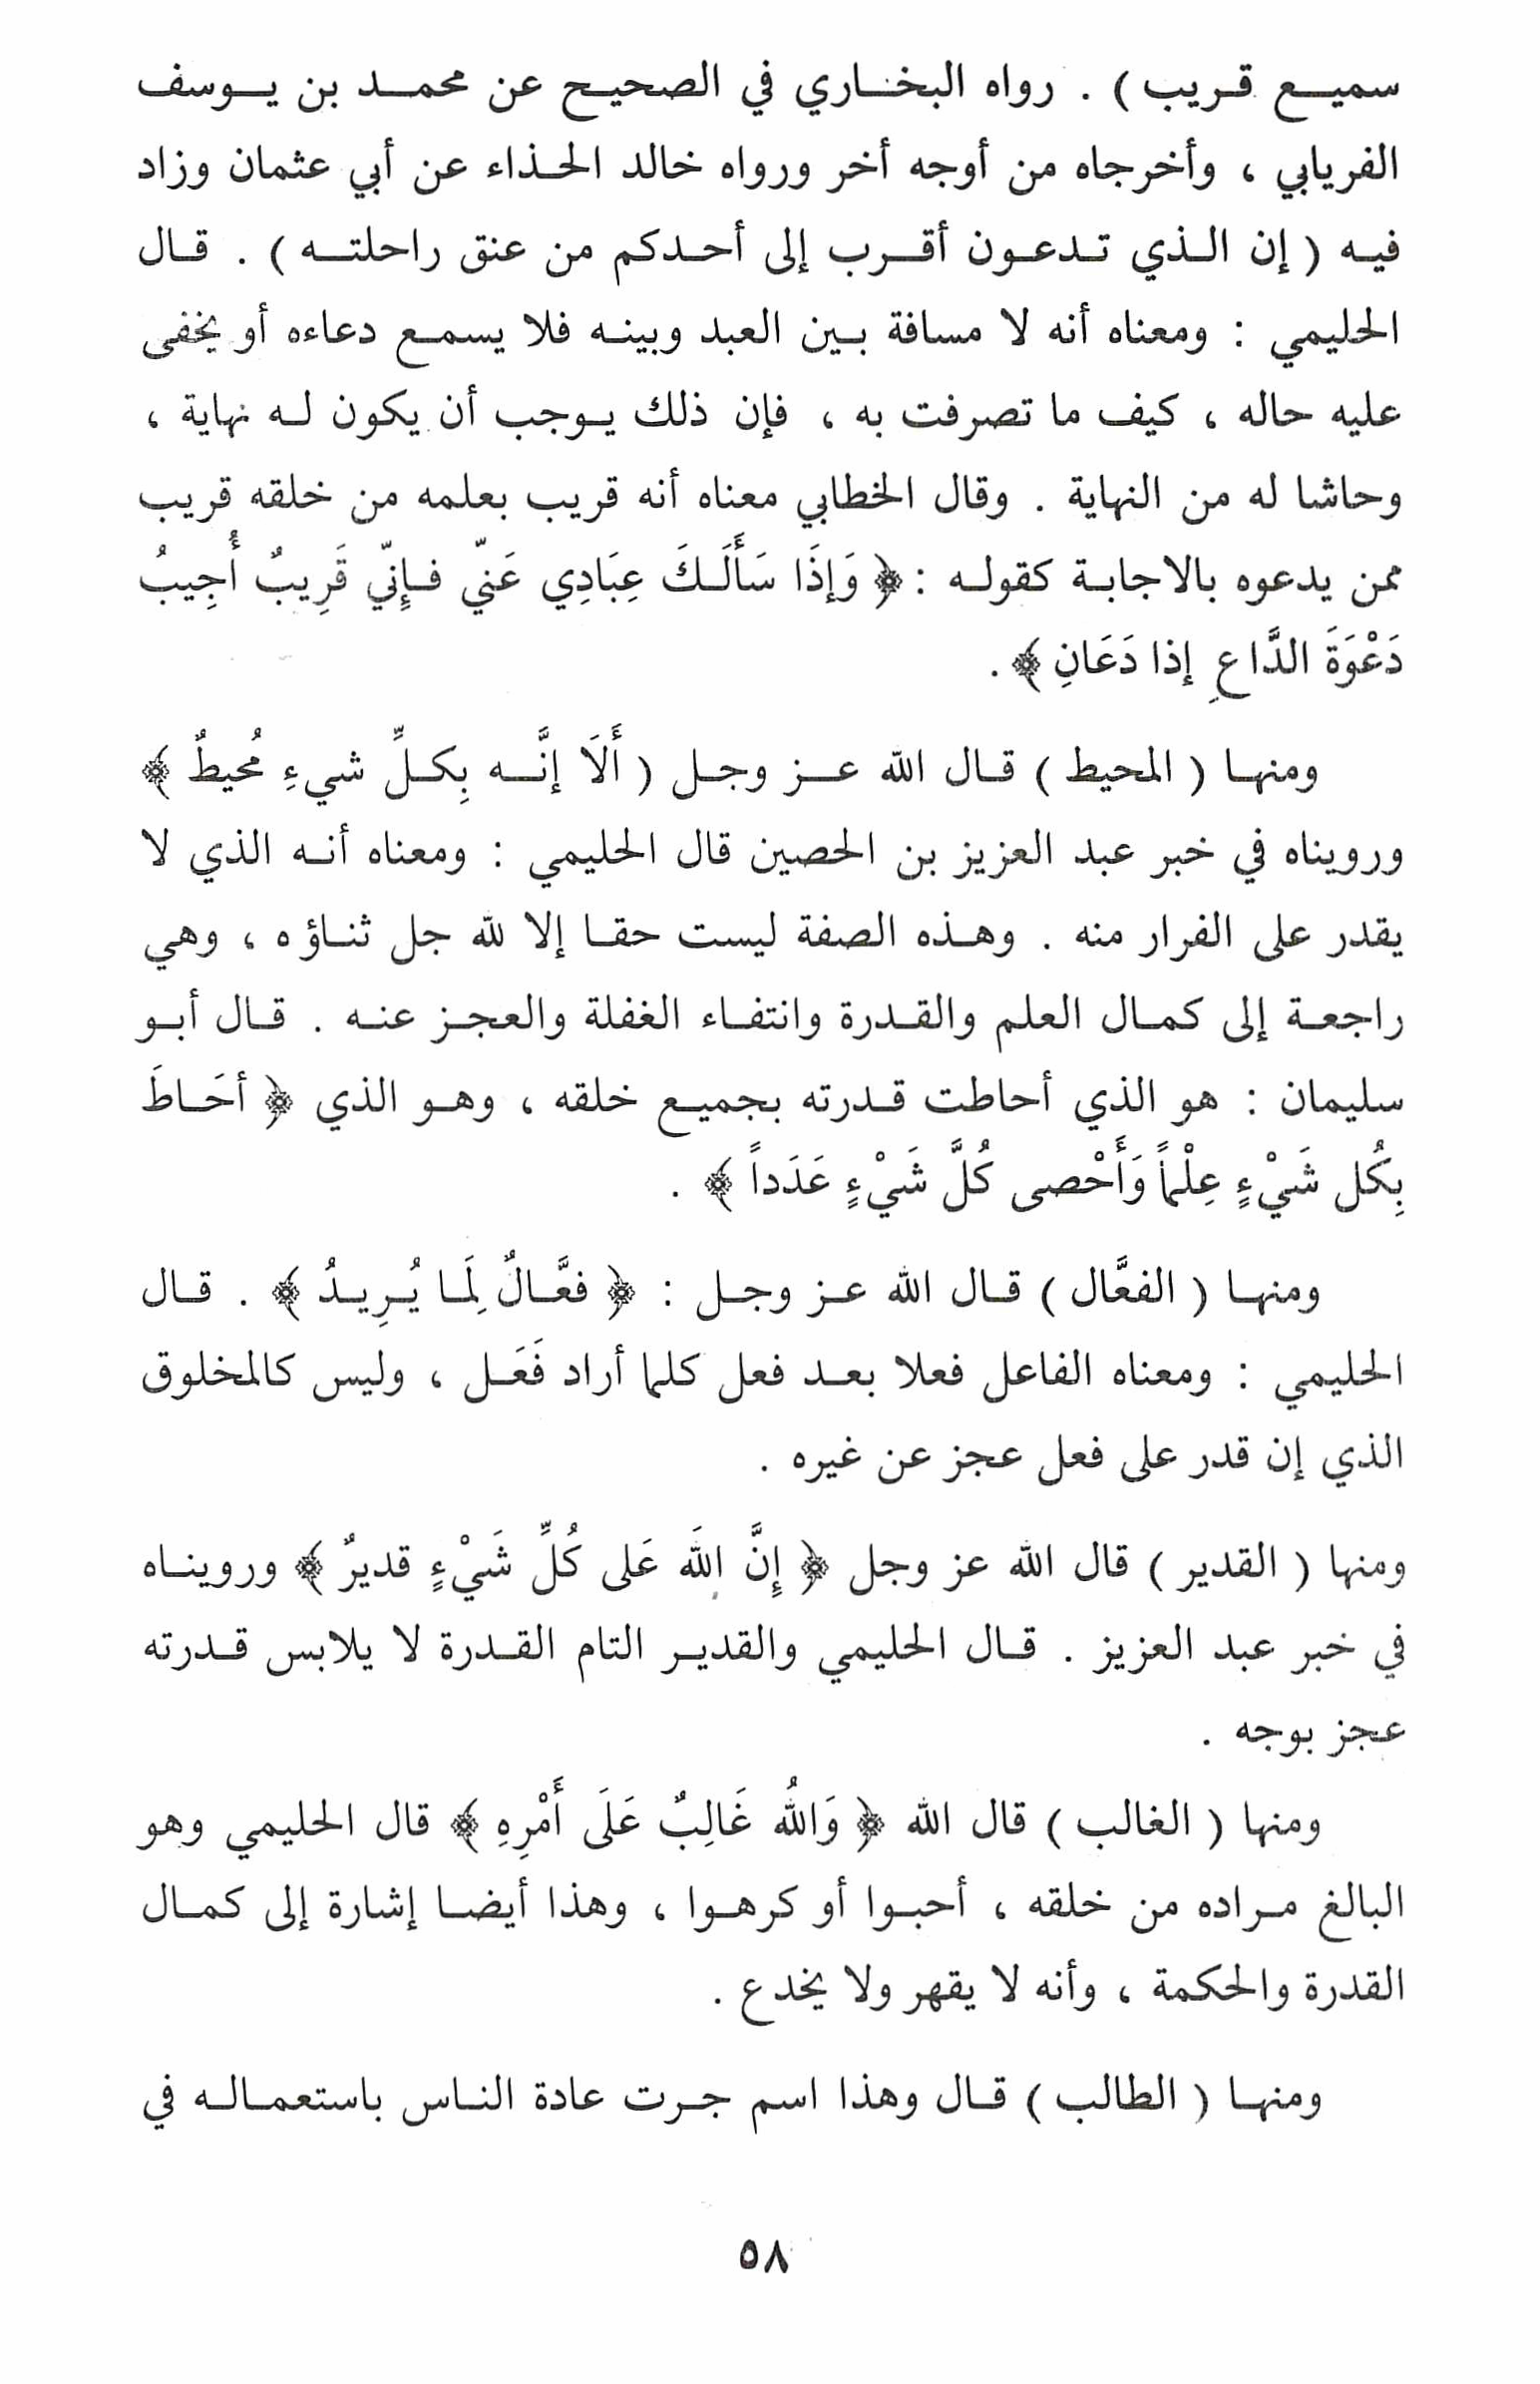 سميع قريب ) . رواه البخاري في الصحيح عن محمد بن يوسف
الفريابي ، وأخرجاه من أوجه أخر ورواه خالد الحذاء عن أبي عثمان وزاد
فيه ( إن الذي تدعون أقرب إلى أحدكم من عنق راحلته ) . قال
الحليمي : ومعناه أنه لا مسافة بين العبد وبينه فلا يسمع دعاءه أو يخفى
عليه حاله ، كيف ما تصرفت به ، فإن ذلك يوجب أن يكون له نهاية ،
وحاشا له من النهاية . وقال الخطابي معناه أنه قريب بعلمه من خلقه قريب
ممن يدعوه بالاجابة كقوله : ﴿ وَإذَا سَأَلَكَ عِبَادِي عَنّي فإِنّي قَرِيبٌ أُجِيبُ
دَعْوَةَ الدَّاعِ إذا دَعَانِ ﴾ .
ومنها ( المحيط ) قال الله عز وجل ( أَلَا إنَّه بِكلِّ شيءِ مُحيطٌ ﴾
ورويناه في خبر عبد العزيز بن الحصين قال الحليمي : ومعناه أنه الذي لا
يقدر على الفرار منه . وهذه الصفة ليست حقا إلا لله جل ثناؤه ، وهي
راجعة إلى كمال العلم والقدرة وانتفاء الغفلة والعجز عنه . قال أبو
سليمان : هو الذي أحاطت قدرته بجميع خلقه ، وهو الذي ﴿ أحَاطَ
بِكُل شَيْءٍ عِلْماً وَأَحْصى كُلَّ شَيْءٍ عَدَداً ﴾ .
ومنها ( الفعَّال ) قال الله عز وجل : ﴿ فعَّالٌ لِمَا يُرِيدُ ﴾ . قال
الحليمي : ومعناه الفاعل فعلا بعد فعل كلما أراد فَعَل ، وليس كالمخلوق
الذي إن قدر على فعل عجز عن غيره .
ومنها ( القدير ) قال الله عز وجل ﴿ إِنَّ اللَه عَلى كُلِّ شَيْءٍ قديرٌ ﴾ ورويناه
في خبر عبد العزيز . قال الحليمي والقدير التام القدرة لا يلابس قدرته
عجز بوجه .
ومنها ( الغالب ) قال الله ﴿ وَاللُه غَالِبٌ عَلَى أَمْرِهِ ﴾ قال الحليمي وهو
البالغ مراده من خلقه ، أحبوا أو كرهوا ، وهذا أيضا إشارة إلى كمال
القدرة والحكمة ، وأنه لا يقهر ولا يخدع .
ومنها ( الطالب ) قال وهذا اسم جرت عادة الناس باستعماله في
٥٨